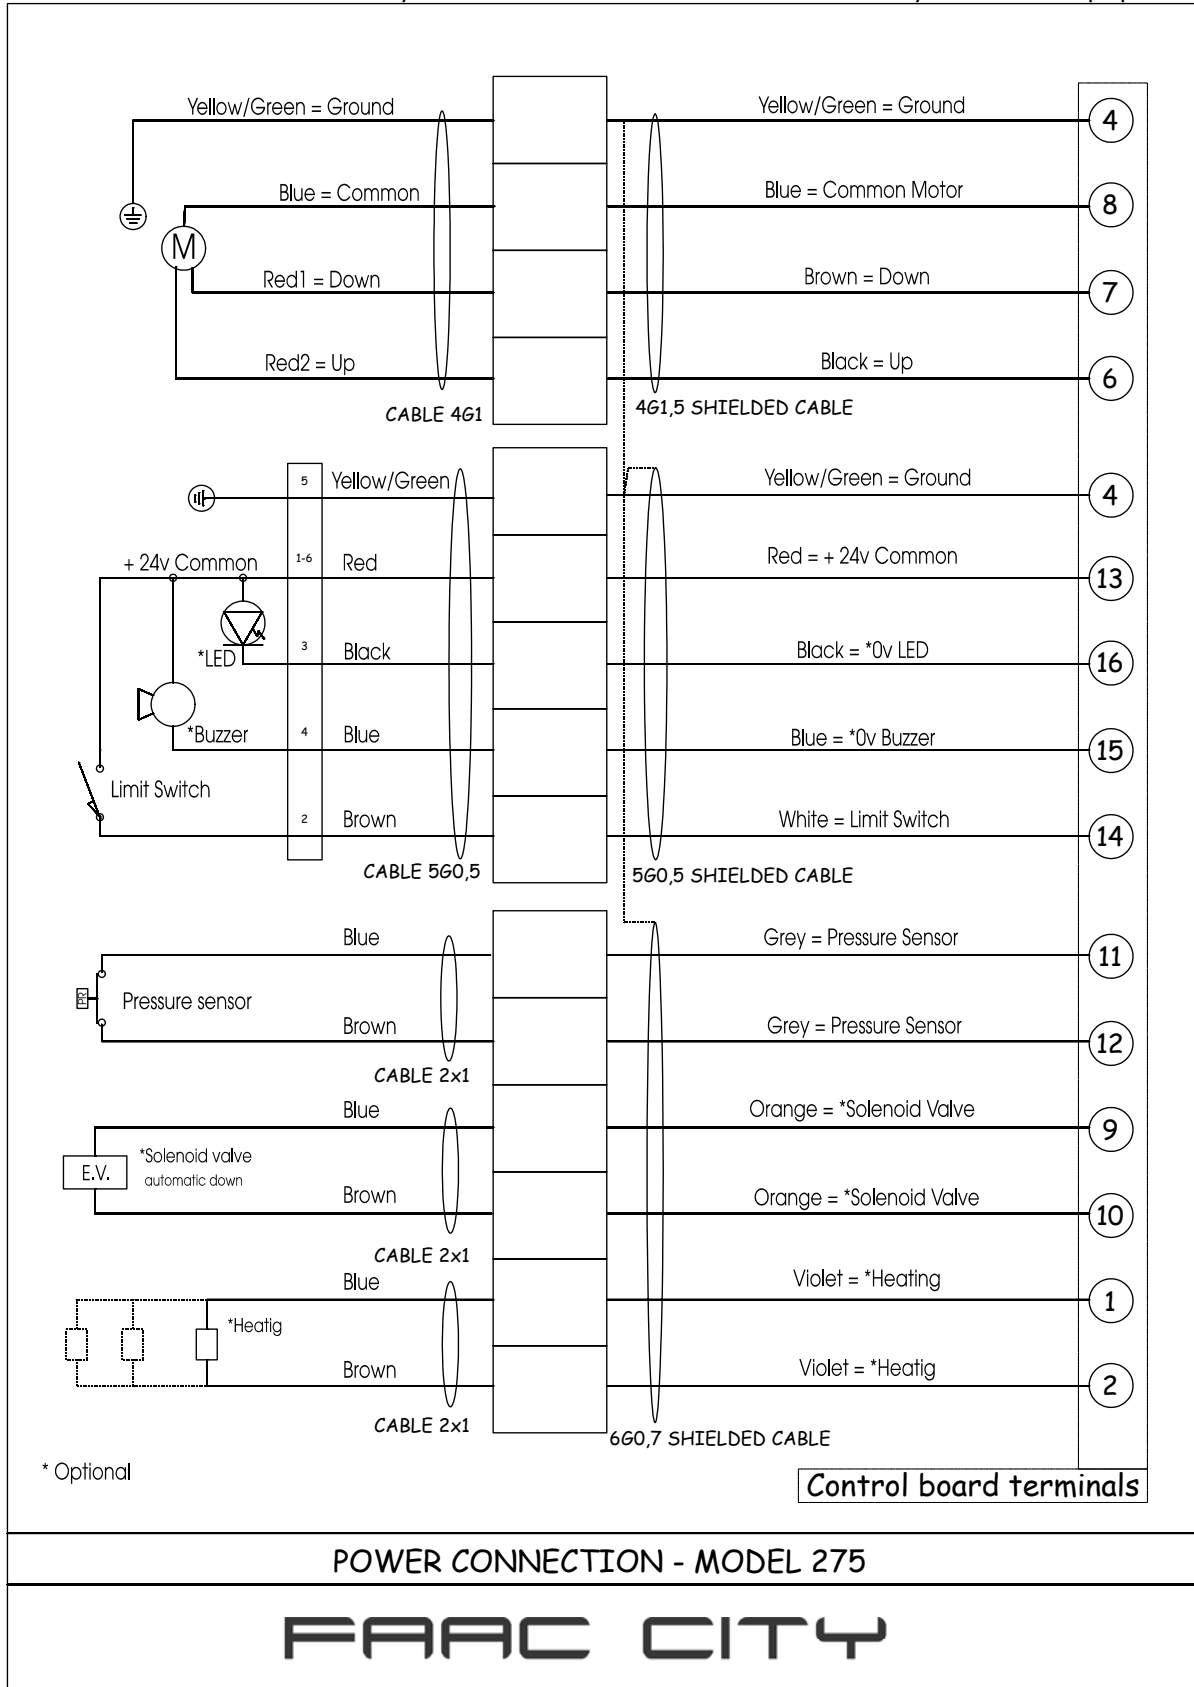 Yellow/Green = Ground
Yellow/Green = Ground
4
Blue = Common
Blue = Common Motor
8
M
Red1 = Down
Brown = Down
7
Red2 = Up
Black = Up
6
CABLE 4G1
4G1,5 SHIELDED CABLE
5
Yellow/Green
Yellow/Green = Ground
4
+ 24v Common
1-6
Red
Red = + 24v Common
13
*LED
3
Black
Black = *0v LED
16
*Buzzer
4
Blue
Blue = *0v Buzzer
15
Limit Switch
2
Brown
White = Limit Switch
14
CABLE 5G0,5
5G0,5 SHIELDED CABLE
Blue
Grey = Pressure Sensor
11
PR
Pressure sensor
Brown
Grey = Pressure Sensor
12
CABLE 2x1
Blue
Orange = *Solenoid Valve
9
E.V.
*Solenoid valve
automatic down
Brown
Orange = *Solenoid Valve
10
CABLE 2x1
Blue
Violet = *Heating
1
*Heatig
Brown
Violet = *Heatig
2
CABLE 2x1
6G0,7 SHIELDED CABLE
* Optional
Control board terminals
POWER CONNECTION - MODEL 275
FAAC CITY